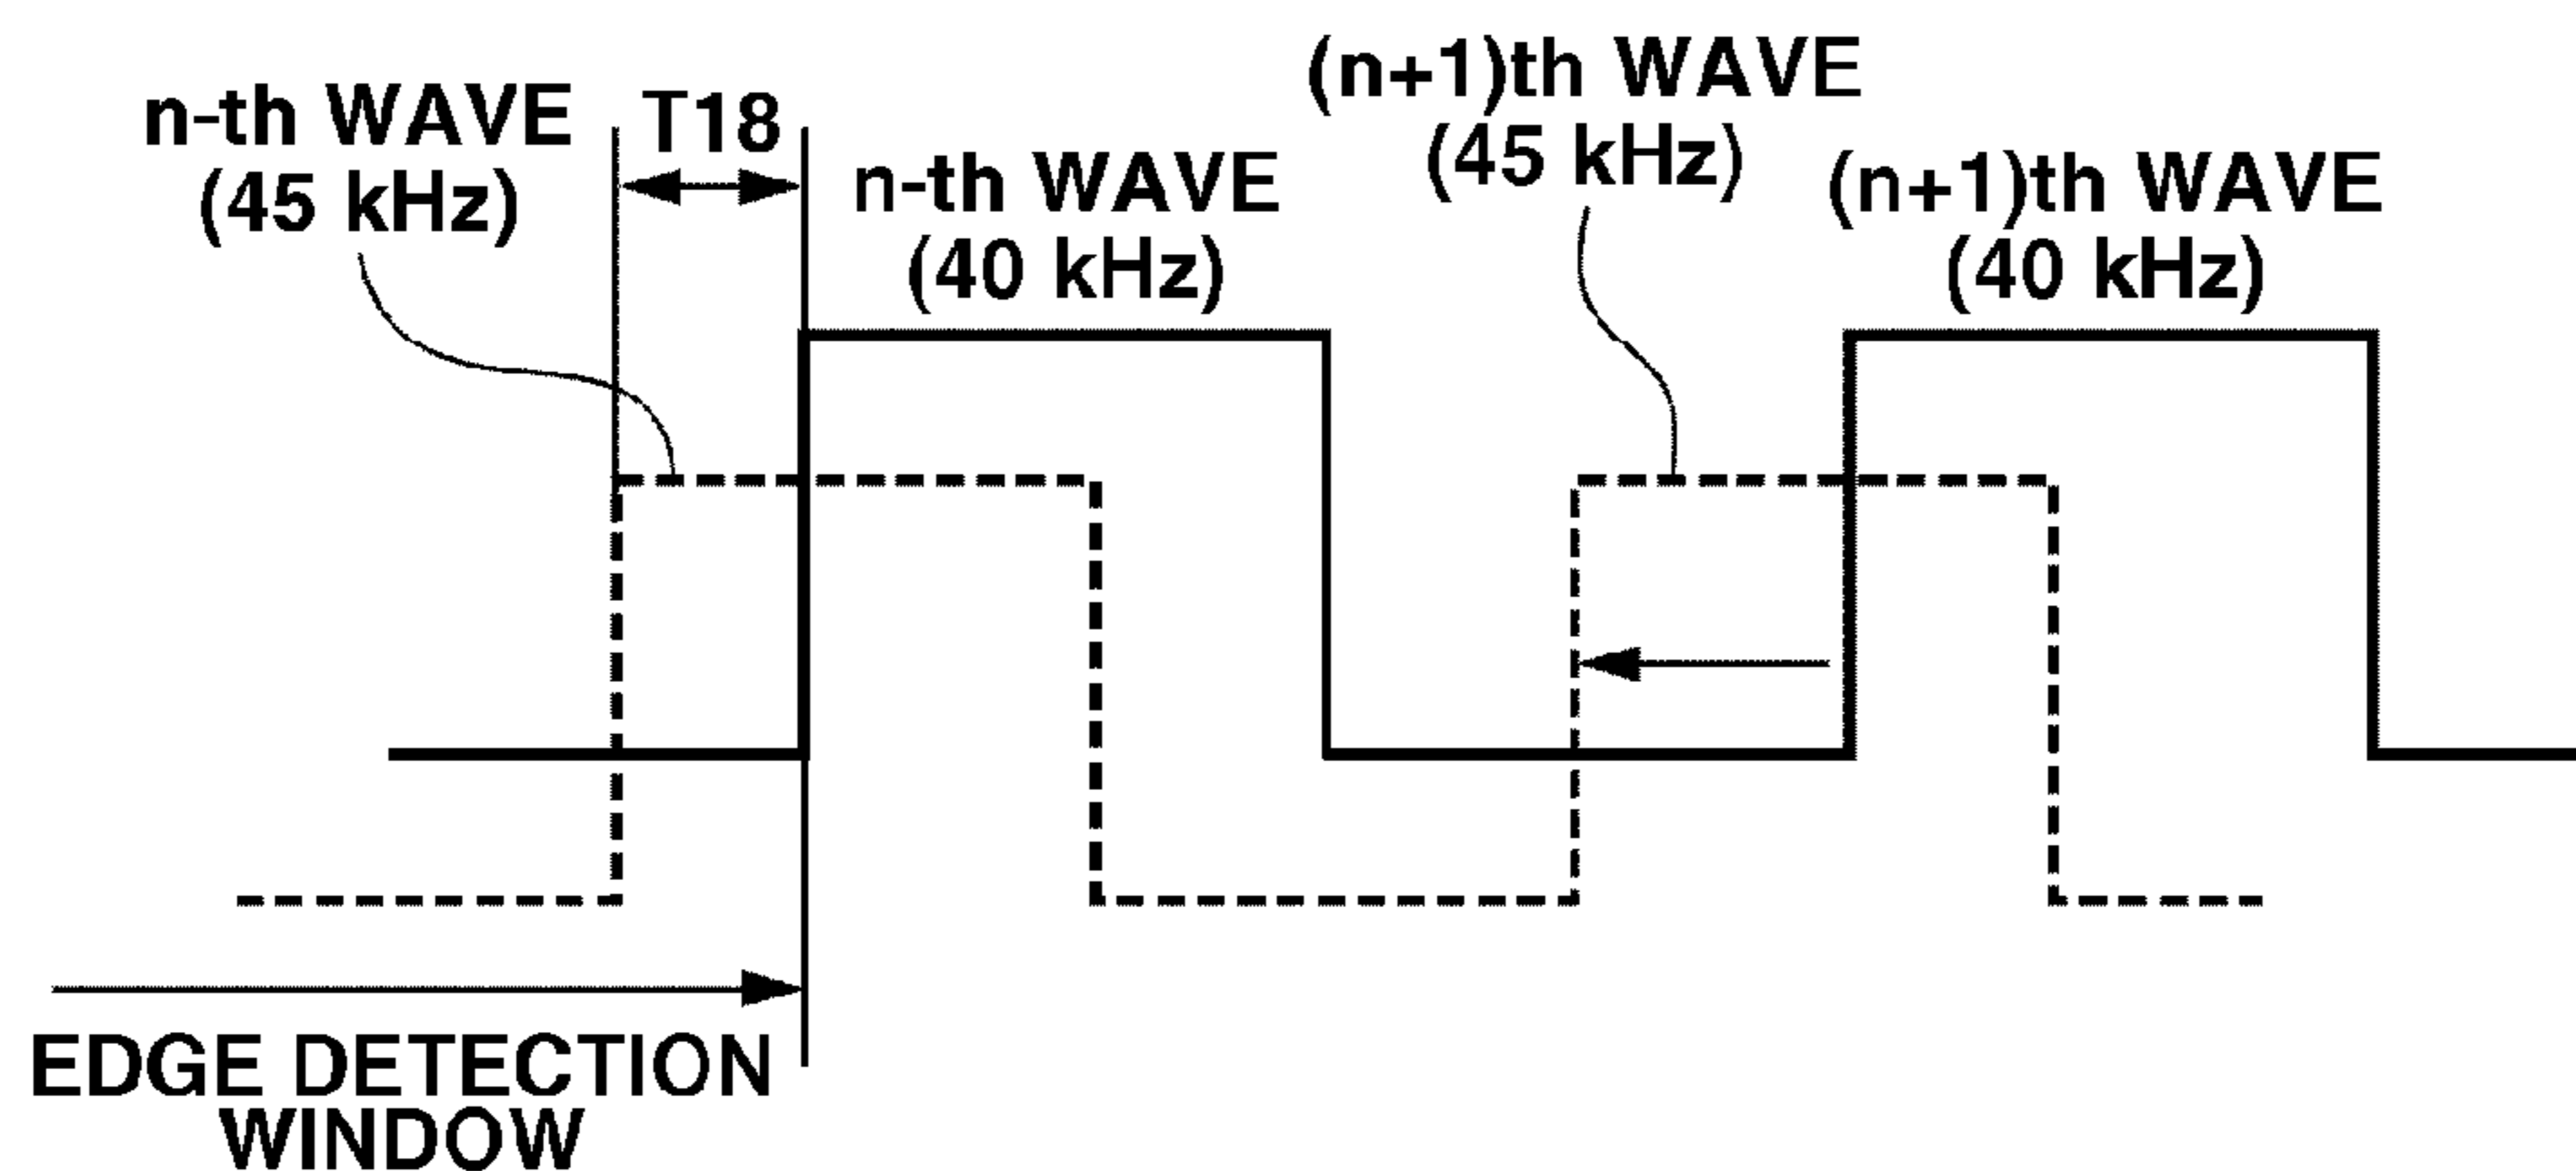 n-th WAVE
(45 kHz)
T18
n-th WAVE
(40 kHz)
(n+1)th WAVE
(45 kHz)
(n+1)th WAVE
(40 kHz)
EDGE DETECTION
WINDOW